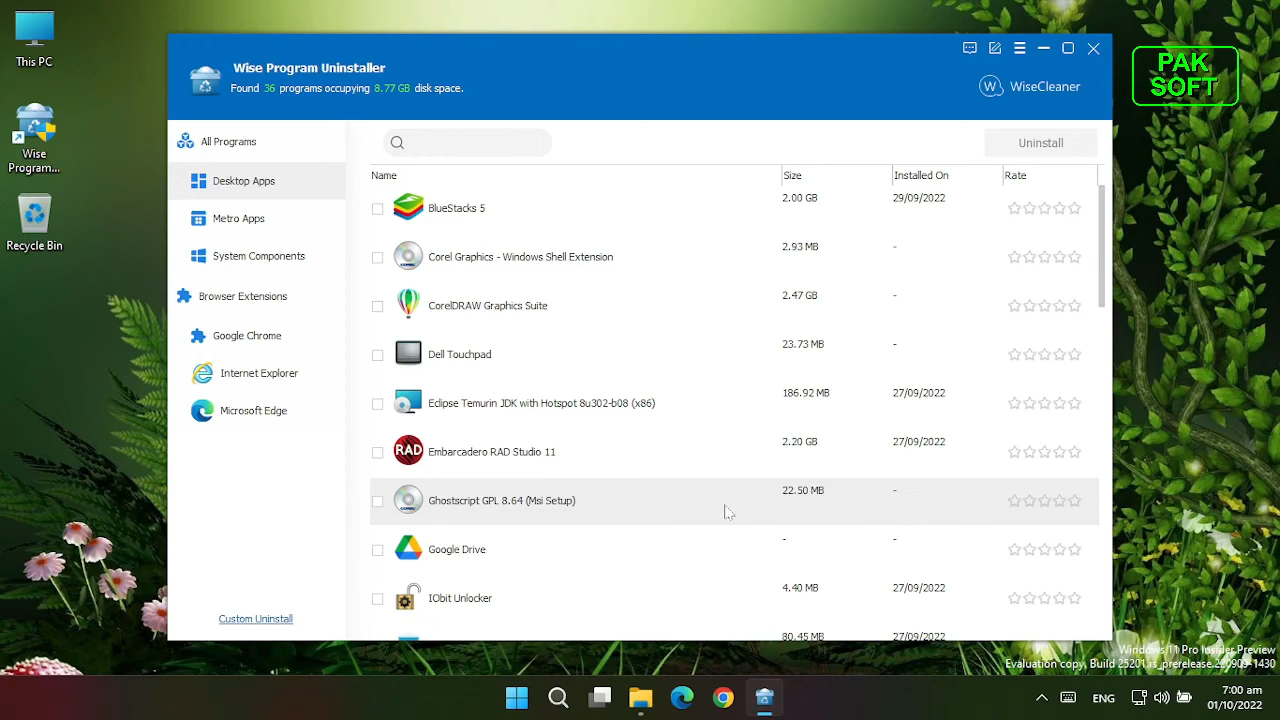 This PC
Wise
Program...
Recycle Bin
Wise Program Uninstaller
Found 36 programs occupying 8.77 GB disk space.
W WiseCleaner
PAK
SOFT
All Programs
Desktop Apps
Metro Apps
System Components
Browser Extensions
Google Chrome
Internet Explorer
Microsoft Edge
Custom Uninstall
Uninstall
Name Size Installed On Rate
BlueStacks 5 2.00 GB 29/09/2022
Corel Graphics - Windows Shell Extension 2.93 MB -
CorelDRAW Graphics Suite 2.47 GB -
Dell Touchpad 23.73 MB -
Eclipse Temurin JDK with Hotspot 8u302-b08 (x86) 186.92 MB 27/09/2022
RAD Embarcadero RAD Studio 11 2.20 GB 27/09/2022
Ghostscript GPL 8.64 (Msi Setup) 22.50 MB -
Google Drive - -
IObit Unlocker 4.40 MB 27/09/2022
80.45 MB 27/09/2022
Windows 11 Pro Insider Preview
Evaluation copy. Build 25201.rs_prerelease.220909-1430
ENG
7:00 am
01/10/2022